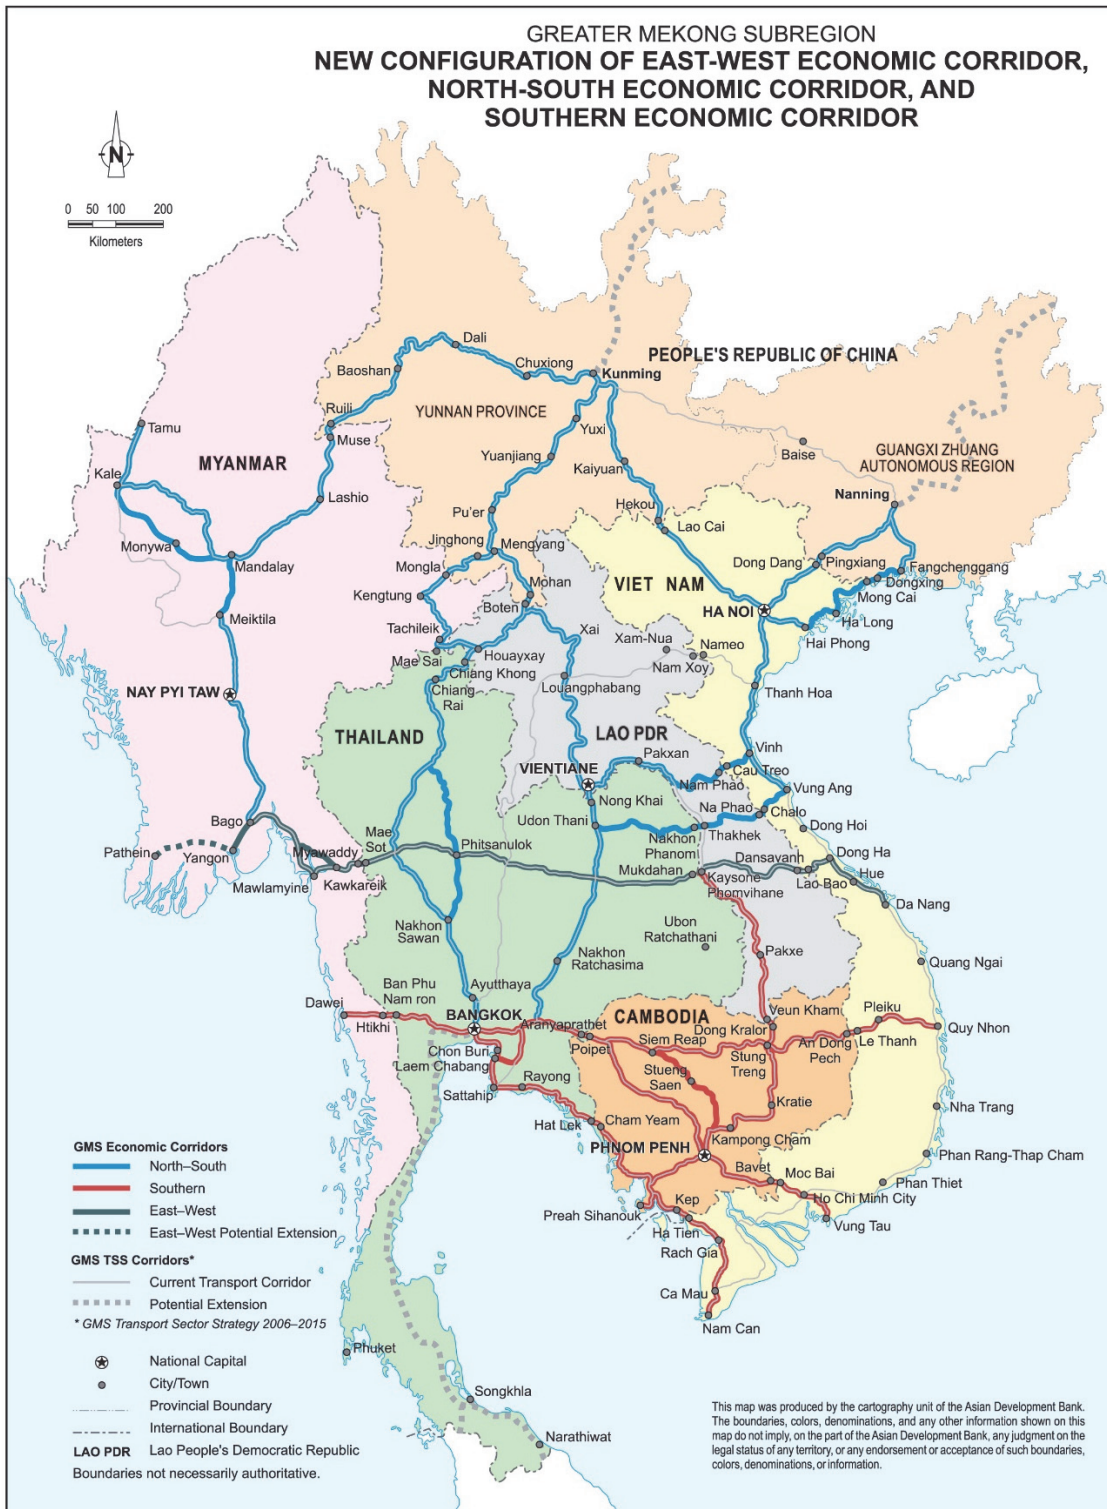 GREATER MEKONG SUBREGION
NEW CONFIGURATION OF EAST-WEST ECONOMIC CORRIDOR,
NORTH-SOUTH ECONOMIC CORRIDOR, AND
SOUTHERN ECONOMIC CORRIDOR
N
0 50 100 200
Kilometers
Dali
Baoshan
Chuxiong
Kunming
PEOPLE'S REPUBLIC OF CHINA
YUNNAN PROVINCE
Ruili
Muse
Tamu
Yuxi
Baise
GUANGXI ZHUANG
AUTONOMOUS REGION
MYANMAR
Yuanjiang
Kaiyuan
Kale
Lashio
Nanning
Pu'er
Hekou
Lao Cai
Monywa
Mandalay
Jinghong
Mengyang
Dong Dang
Pingxiang
Fangchenggang
Dongxing
Mongla
Mohan
VIET NAM
Mong Cai
Kengtung
Boten
HA NOI
Ha Long
Meiktila
Hai Phong
Tachileik
Xai
Xam-Nua
Nameo
Mae Sai
Houayxay
Nam Xoy
Chiang Khong
Chiang
Rai
Louangphabang
Thanh Hoa
NAY PYI TAW
THAILAND
LAO PDR
Pakxan
Vinh
VIENTIANE
Cau Treo
Nam Phao
Vung Ang
Nong Khai
Na Phao
Chalo
Bago
Udon Thani
Thakhek
Dong Hoi
Mae
Sot
Nakhon
Phanom
Pathein
Yangon
Myawaddy
Phitsanulok
Dansavanh
Dong Ha
Mukdahan
Kaysone
Phomvihane
Lao Bao
Hue
Mawlamyine
Kawkareik
Da Nang
Nakhon
Sawan
Ubon
Ratchathani
Nakhon
Ratchasima
Pakxe
Quang Ngai
Ban Phu
Nam ron
Ayutthaya
Dawei
Htikhi
BANGKOK
Aranyaprathet
CAMBODIA
Veun Kham
Dong Kralor
Pleiku
Quy Nhon
Poipet
Siem Reap
Stung
Treng
An Dong
Pech
Le Thanh
Chon Buri
Laem Chabang
Stueng
Saen
Rayong
Sattahip
Kratie
Nha Trang
Hat Lek
Cham Yeam
Kampong Cham
PHNOM PENH
Bavet
Moc Bai
Phan Rang-Thap Cham
Phan Thiet
Ho Chi Minh City
Preah Sihanouk
Kep
Vung Tau
Ha Tien
Rach Gia
Ca Mau
Nam Can
Phuket
Songkhla
Narathiwat
GMS Economic Corridors
North–South
Southern
East–West
East–West Potential Extension
GMS TSS Corridors*
Current Transport Corridor
Potential Extension
* GMS Transport Sector Strategy 2006–2015
National Capital
City/Town
Provincial Boundary
International Boundary
LAO PDR Lao People's Democratic Republic
Boundaries not necessarily authoritative.
This map was produced by the cartography unit of the Asian Development Bank.
The boundaries, colors, denominations, and any other information shown on this
map do not imply, on the part of the Asian Development Bank, any judgment on the
legal status of any territory, or any endorsement or acceptance of such boundaries,
colors, denominations, or information.